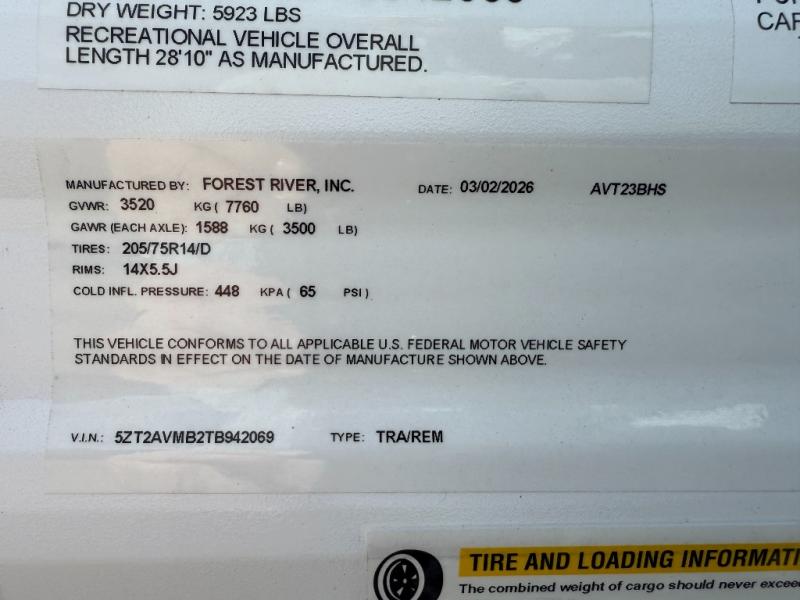 DRY WEIGHT: 5923 LBS
RECREATIONAL VEHICLE OVERALL
LENGTH 28'10" AS MANUFACTURED.
CAR
MANUFACTURED BY: FOREST RIVER, INC. DATE: 03/02/2026 AVT23BHS
GVWR: 3520 KG ( 7760 LB)
GAWR (EACH AXLE): 1588 KG ( 3500 LB)
TIRES: 205/75R14/D
RIMS: 14X5.5J
COLD INFL. PRESSURE: 448 KPA ( 65 PSI )
THIS VEHICLE CONFORMS TO ALL APPLICABLE U.S. FEDERAL MOTOR VEHICLE SAFETY
STANDARDS IN EFFECT ON THE DATE OF MANUFACTURE SHOWN ABOVE.
V.I.N.: 5ZT2AVMB2TB942069 TYPE: TRA/REM
TIRE AND LOADING INFORMATI
The combined weight of cargo should never excee